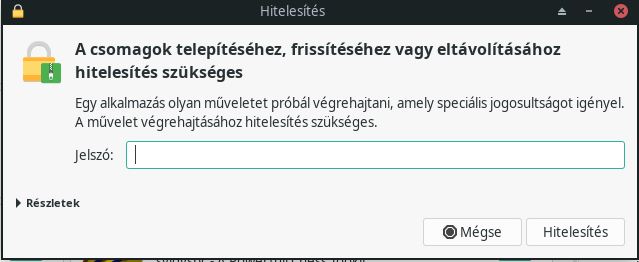 Hitelesítés
A csomagok telepítéséhez, frissítéséhez vagy eltávolításához
hitelesítés szükséges
Egy alkalmazás olyan műveletet próbál végrehajtani, amely speciális jogosultságot igényel.
A művelet végrehajtásához hitelesítés szükséges.
Jelszó:
Részletek
Mégse Hitelesítés